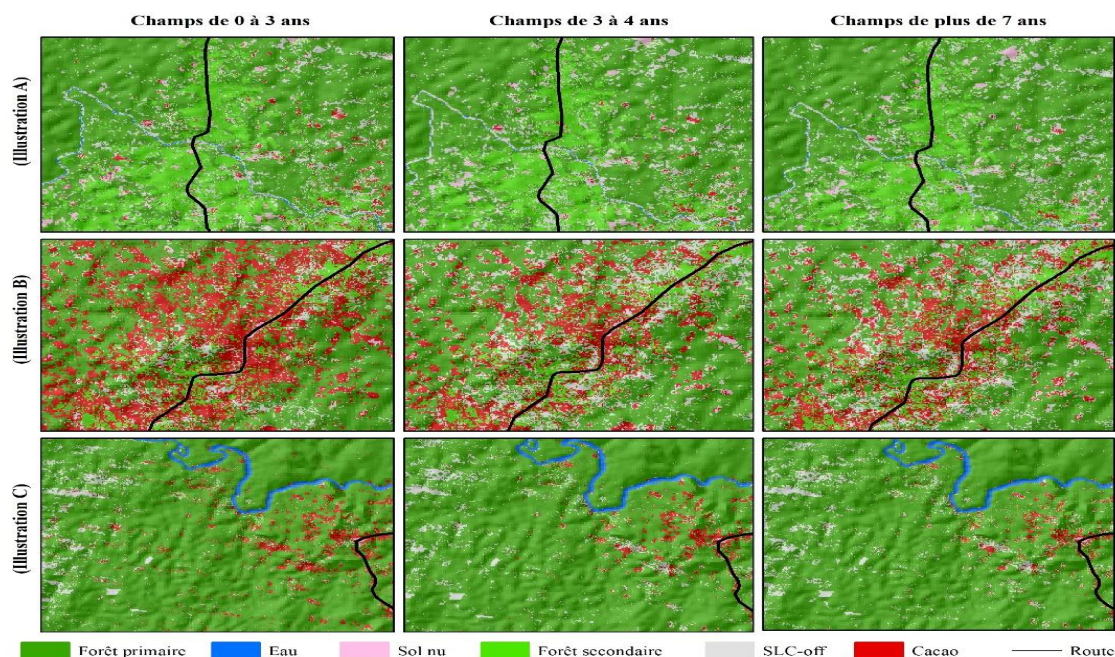 Champs de 0 à 3 ans
Champs de 3 à 4 ans
Champs de plus de 7 ans
(Illustration A)
(Illustration B)
(Illustration C)
Forêt primaire
Eau
Sol nu
Forêt secondaire
SLC-off
Cacao
Route